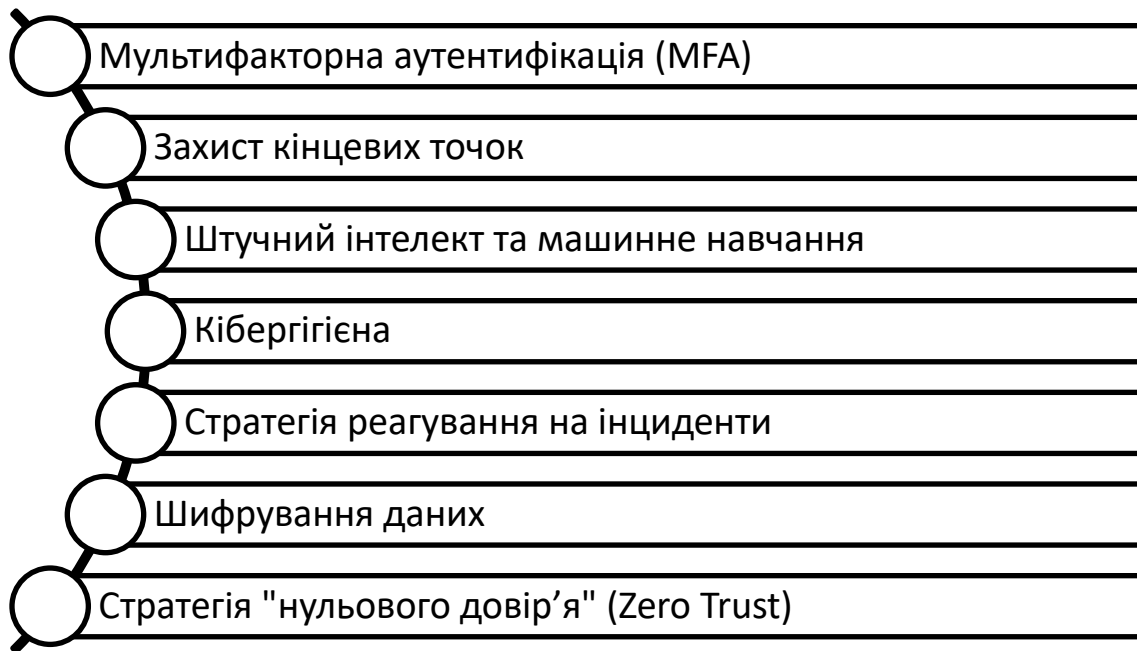 Мультифакторна аутентифікація (MFA)
Захист кінцевих точок
Штучний інтелект та машинне навчання
Кібергігієна
Стратегія реагування на інциденти
Шифрування даних
Стратегія "нульового довір’я" (Zero Trust)